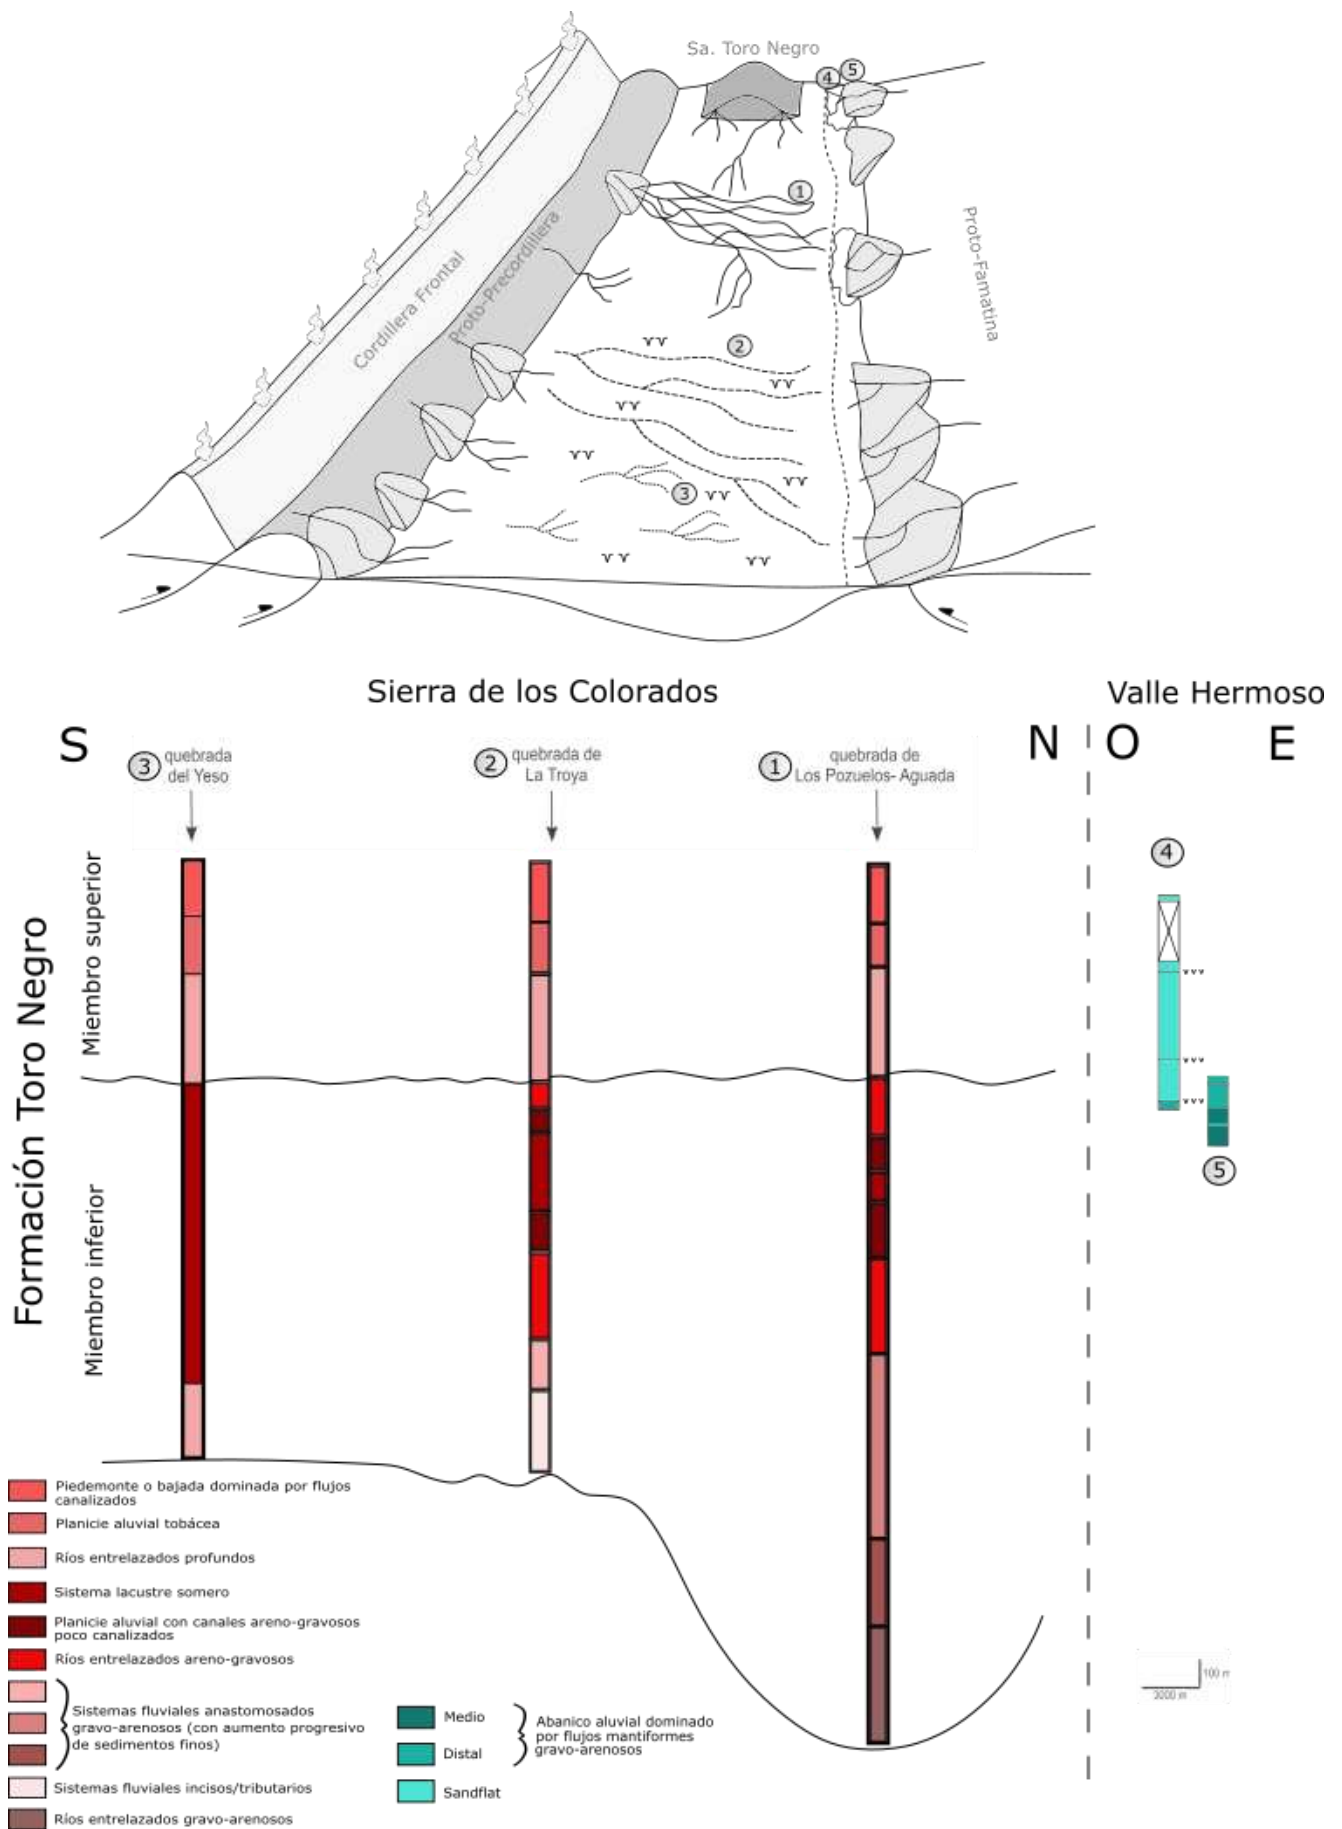 Sa. Toro Negro
4
5
1
Proto-Famatina
Cordillera Frontal
Proto-Precordillera
2
3
Sierra de los Colorados
Valle Hermoso
S
N
O
E
3
quebrada
del Yeso
2
quebrada de
La Troya
1
quebrada de
Los Pozuelos- Aguada
4
Formación Toro Negro
Miembro superior
Miembro inferior
5
Piedemonte o bajada dominada por flujos
canalizados
Planicie aluvial tobácea
Ríos entrelazados profundos
Sistema lacustre somero
Planicie aluvial con canales areno-gravosos
poco canalizados
Ríos entrelazados areno-gravosos
Sistemas fluviales anastomosados
gravo-arenosos (con aumento progresivo
de sedimentos finos)
Sistemas fluviales incisos/tributarios
Ríos entrelazados gravo-arenosos
Medio
Distal
Abanico aluvial dominado
por flujos mantiformes
gravo-arenosos
Sandflat
100 m
3000 m